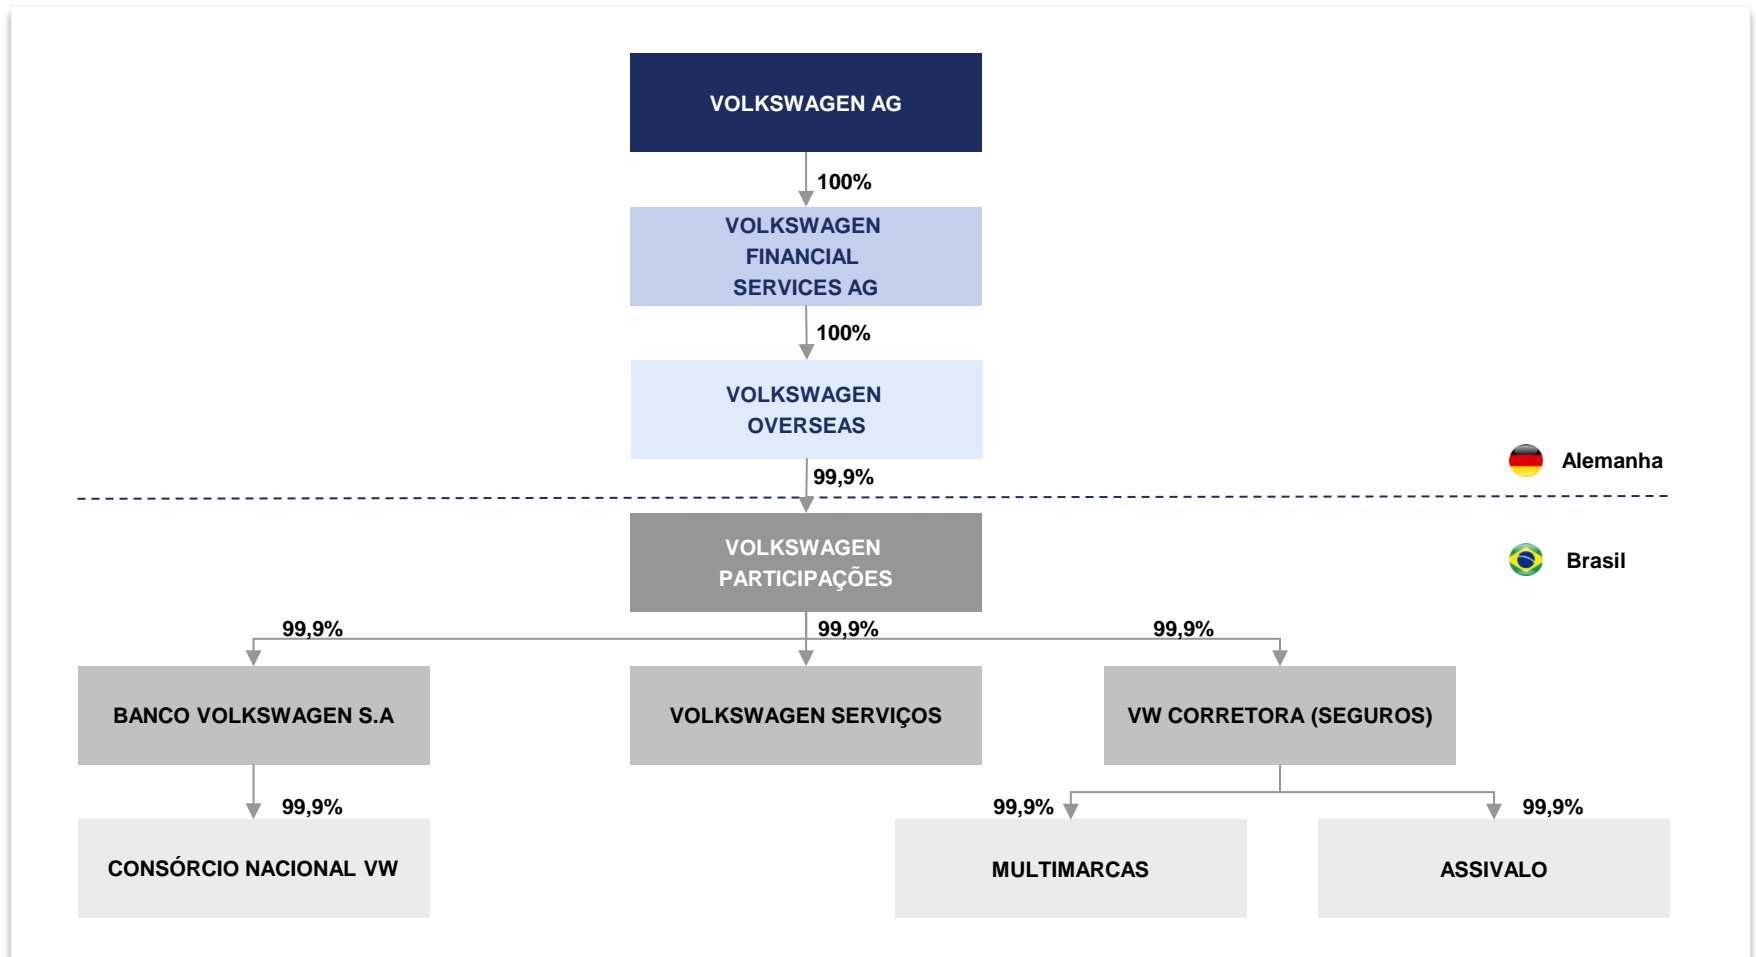 VOLKSWAGEN AG
100%
VOLKSWAGEN
FINANCIAL
SERVICES AG
100%
VOLKSWAGEN
OVERSEAS
Alemanha
99,9%
VOLKSWAGEN
PARTICIPAÇÕES
Brasil
99,9%
99,9%
99,9%
BANCO VOLKSWAGEN S.A
VOLKSWAGEN SERVIÇOS
VW CORRETORA (SEGUROS)
99,9%
99,9%
99,9%
CONSÓRCIO NACIONAL VW
MULTIMARCAS
ASSIVALO